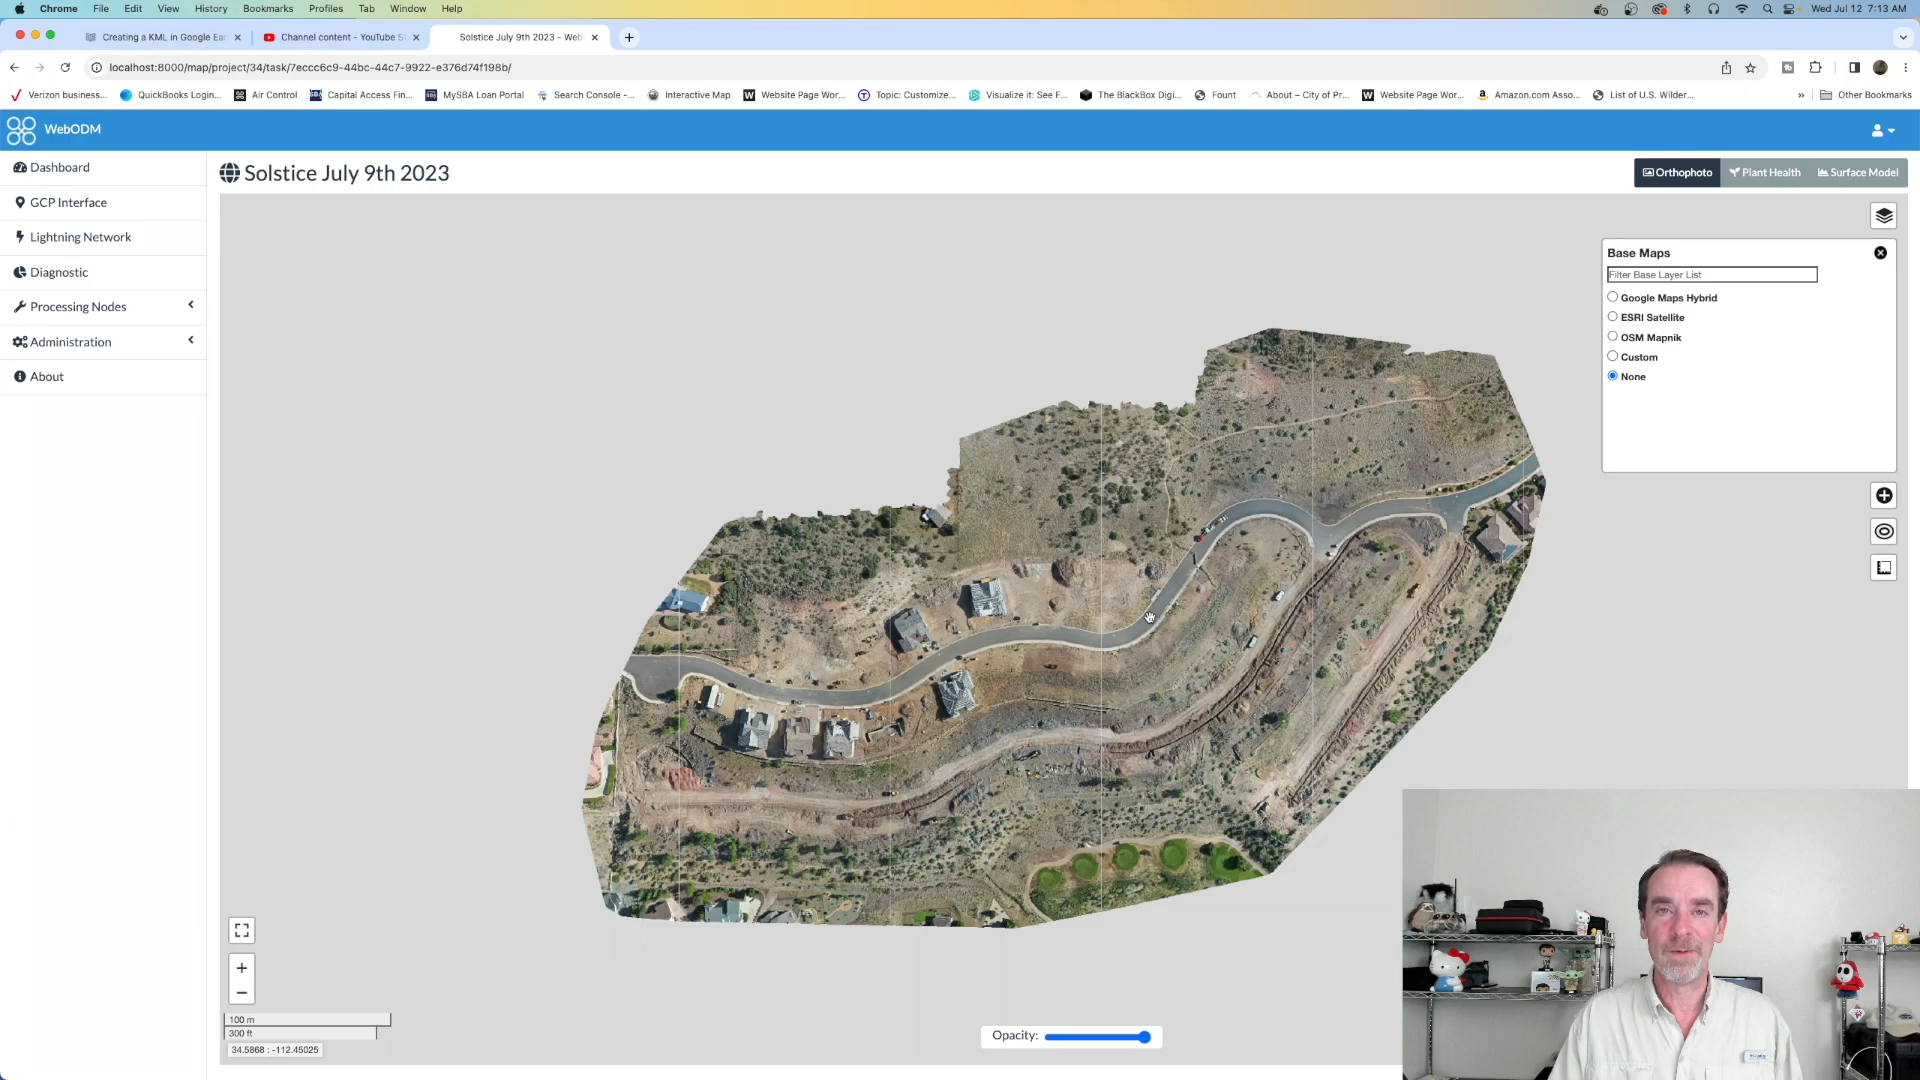 Chrome File Edit View History Bookmarks Profiles Tab Window Help Wed Jul 12 7:13 AM
Creating a KML in Google Ear Channel content - YouTube S Solstice July 9th 2023 - Web
localhost:8000/map/project/34/task/7eccc6c9-44bc-44c7-9922-e376d74f198b/
Verizon business... QuickBooks Login... Air Control Capital Access Fin... MySBA Loan Portal Search Console -... Interactive Map Website Page Wor... Topic: Customize... Visualize it: See F... The BlackBox Digi... Fount About – City of Pr... Website Page Wor... Amazon.com Asso... List of U.S. Wilder... » Other Bookmarks
WebODM
Dashboard
GCP Interface
Lightning Network
Diagnostic
Processing Nodes
Administration
About
Solstice July 9th 2023
Orthophoto Plant Health Surface Model
Base Maps
Filter Base Layer List
Google Maps Hybrid
ESRI Satellite
OSM Mapnik
Custom
None
+
−
100 m
300 ft
34.5868 : -112.45025
Opacity: